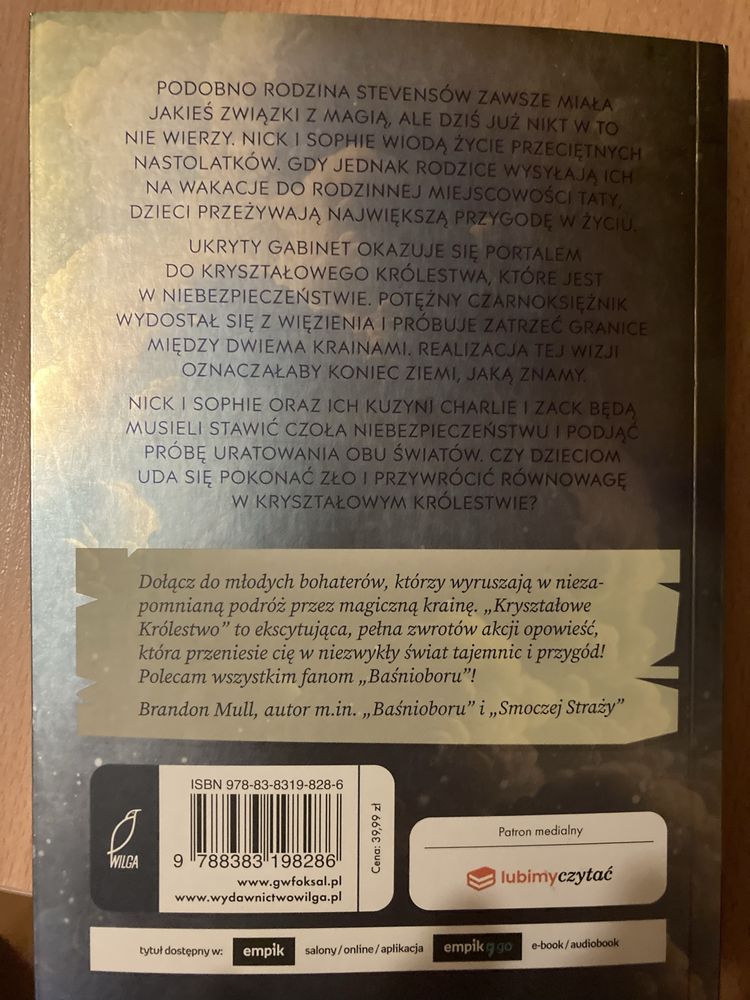 PODOBNO RODZINA STEVENSÓW ZAWSZE MIAŁA
JAKIEŚ ZWIĄZKI Z MAGIĄ, ALE DZIŚ JUŻ NIKT W TO
NIE WIERZY. NICK I SOPHIE WIODĄ ŻYCIE PRZECIĘTNYCH
NASTOLATKÓW. GDY JEDNAK RODZICE WYSYŁAJĄ ICH
NA WAKACJE DO RODZINNEJ MIEJSCOWOŚCI TATY,
DZIECI PRZEŻYWAJĄ NAJWIĘKSZĄ PRZYGODĘ W ŻYCIU.
UKRYTY GABINET OKAZUJE SIĘ PORTALEM
DO KRYSZTAŁOWEGO KRÓLESTWA, KTÓRE JEST
W NIEBEZPIECZEŃSTWIE. POTĘŻNY CZARNOKSIĘŻNIK
WYDOSTAŁ SIĘ Z WIĘZIENIA I PRÓBUJE ZATRZEĆ GRANICE
MIĘDZY DWIEMA KRAINAMI. REALIZACJA TEJ WIZJI
OZNACZAŁABY KONIEC ZIEMI, JAKĄ ZNAMY.
NICK I SOPHIE ORAZ ICH KUZYNI CHARLIE I ZACK BĘDĄ
MUSIELI STAWIĆ CZOŁA NIEBEZPIECZEŃSTWU I PODJĄĆ
PRÓBĘ URATOWANIA OBU ŚWIATÓW. CZY DZIECIOM
UDA SIĘ POKONAĆ ZŁO I PRZYWRÓCIĆ RÓWNOWAGĘ
W KRYSZTAŁOWYM KRÓLESTWIE?
Dołącz do młodych bohaterów, którzy wyruszają w nieza-
pomnianą podróż przez magiczną krainę. „Kryształowe
Królestwo” to ekscytująca, pełna zwrotów akcji opowieść,
która przeniesie cię w niezwykły świat tajemnic i przygód!
Polecam wszystkim fanom „Baśnioboru”!
Brandon Mull, autor m.in. „Baśnioboru” i „Smoczej Straży”
WILGA
ISBN 978-83-8319-828-6
9 788383 198286
www.gwfoksal.pl
www.wydawnictwowilga.pl
Cena: 39,99 zł
Patron medialny
lubimyczytać
tytuł dostępny w: empik salony/online/aplikacja empik go e-book/audiobook